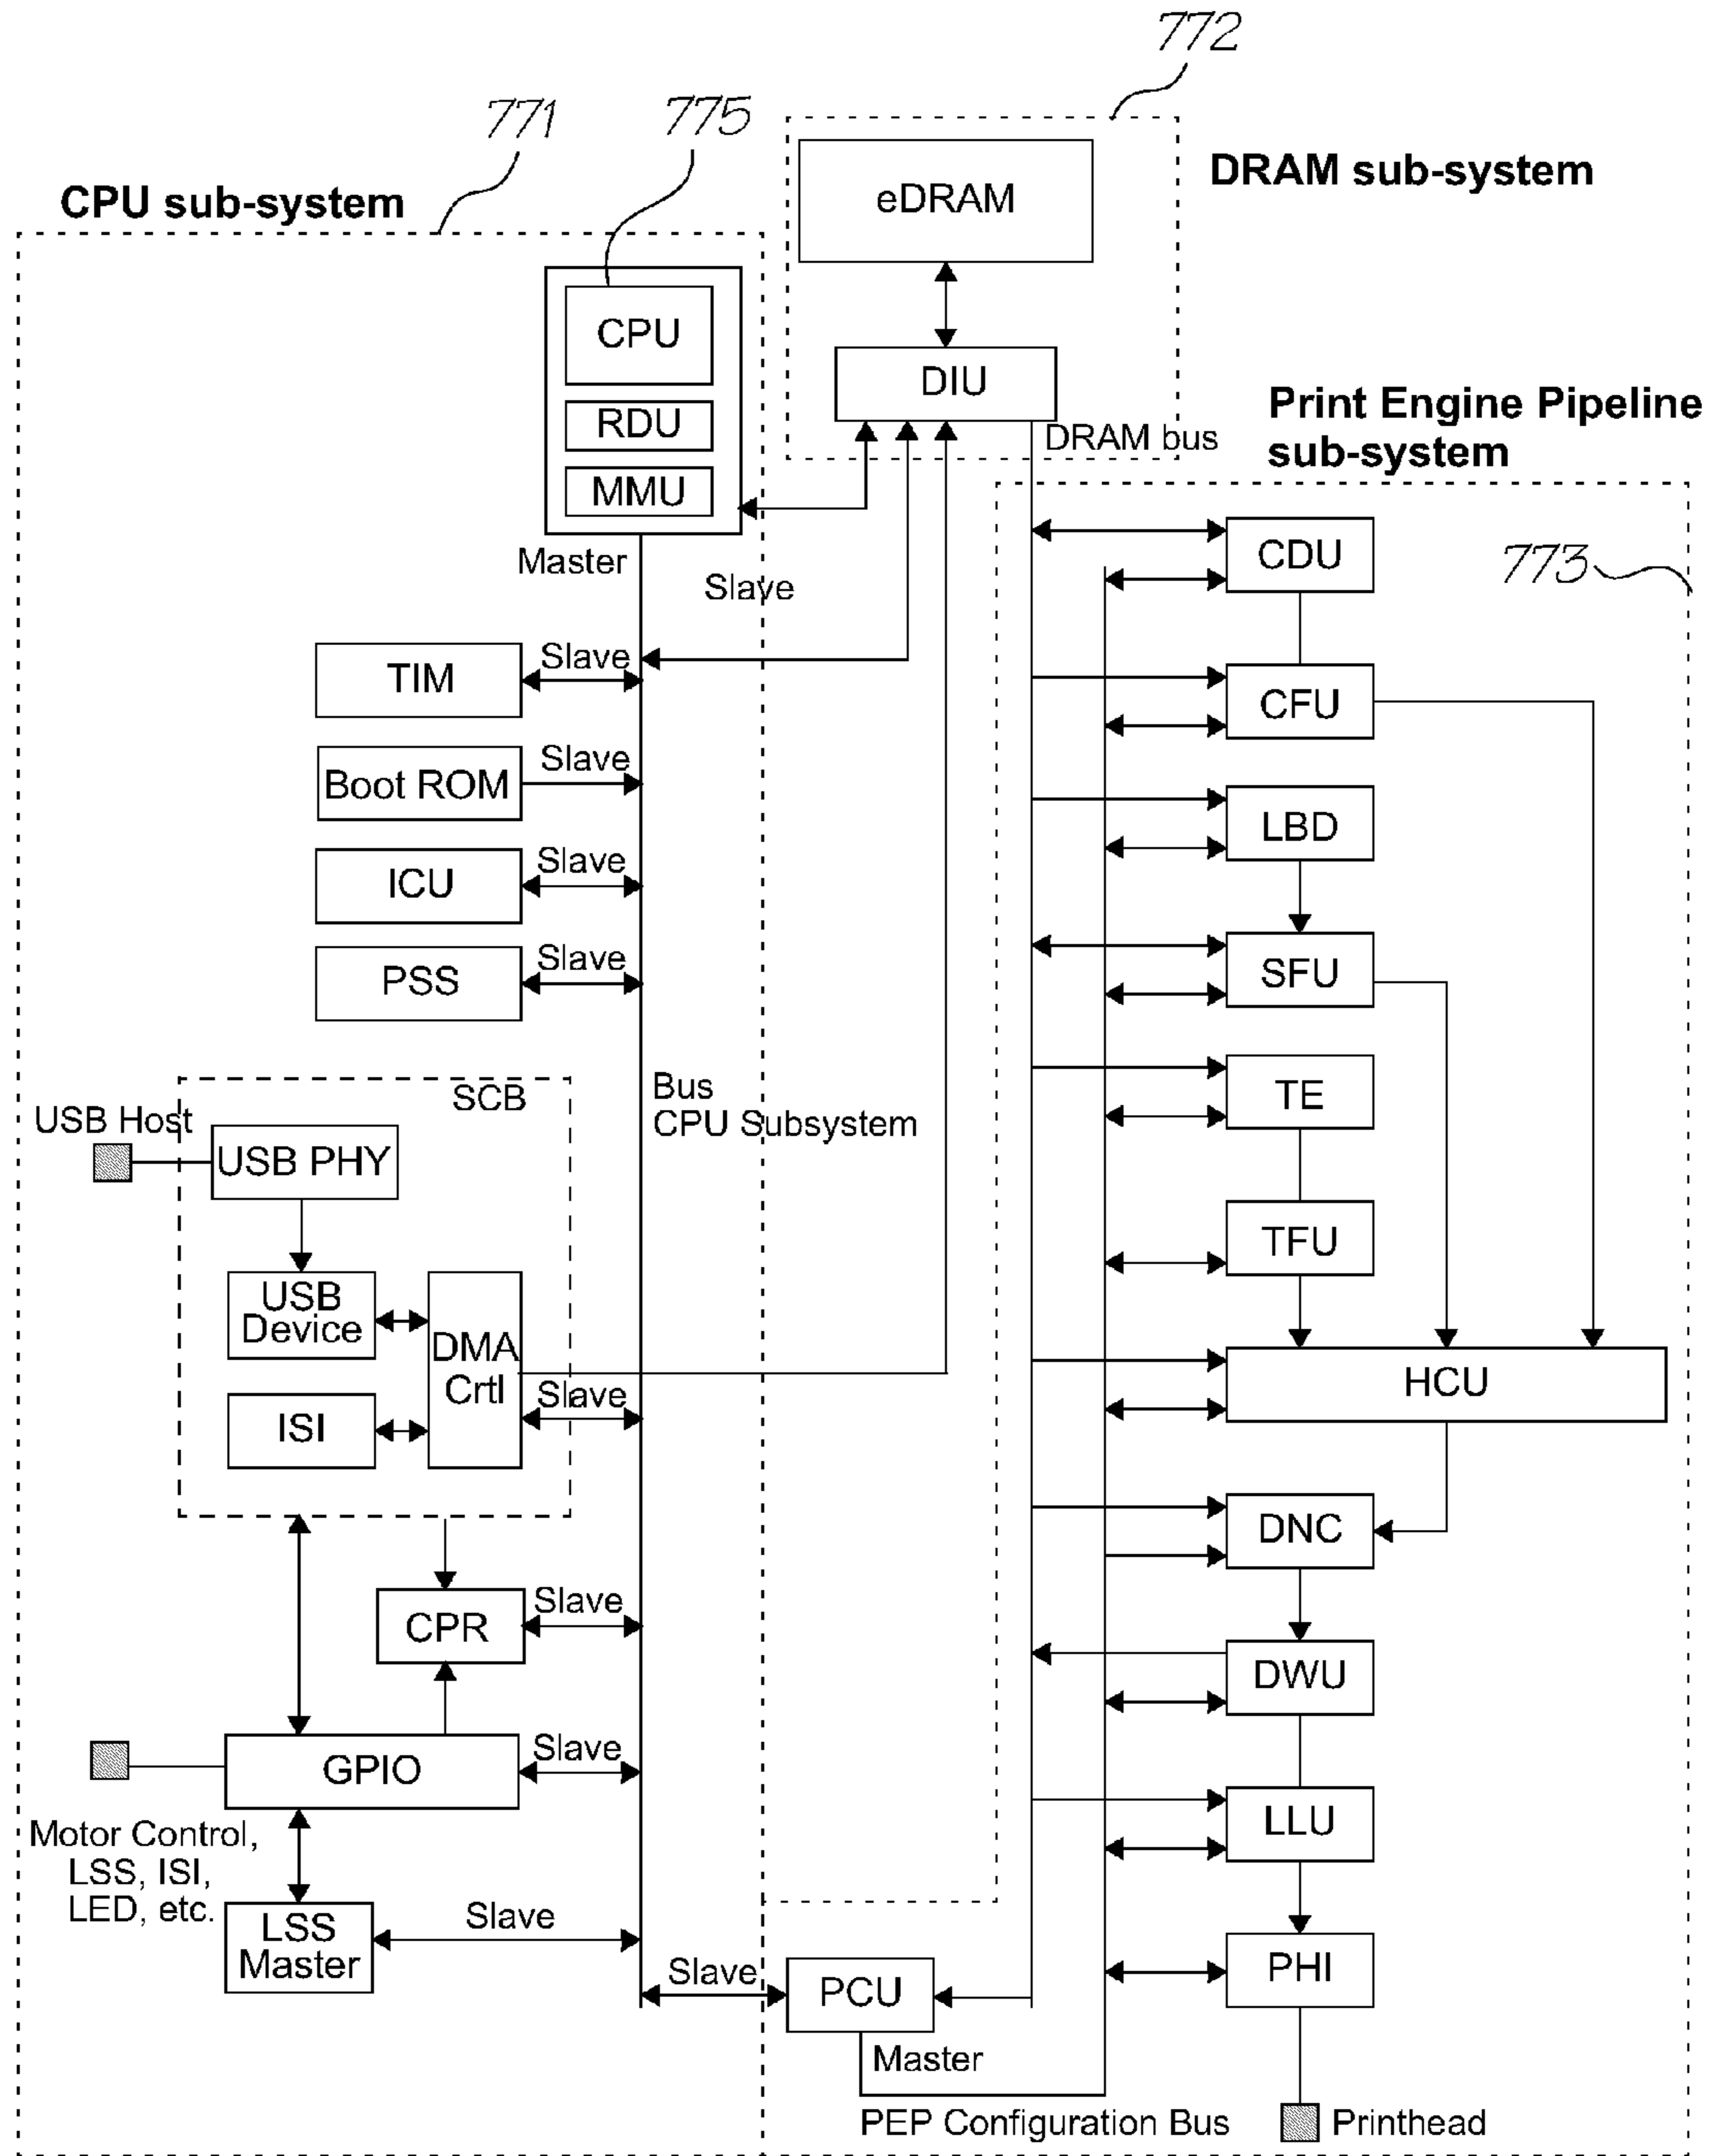 772
771
775
DRAM sub-system
CPU sub-system
eDRAM
CPU
DIU
RDU
MMU
DRAM bus
Print Engine Pipeline
sub-system
Master
Slave
CDU
773
TIM
Slave
CFU
Boot ROM
Slave
LBD
ICU
Slave
PSS
Slave
SFU
SCB
Bus
CPU Subsystem
TE
USB Host
USB PHY
TFU
USB
Device
DMA
Crtl
Slave
ISI
HCU
DNC
CPR
Slave
DWU
GPIO
Slave
Motor Control,
LSS, ISI,
LED, etc.
LLU
LSS
Master
Slave
Slave
PCU
PHI
Master
PEP Configuration Bus
Printhead